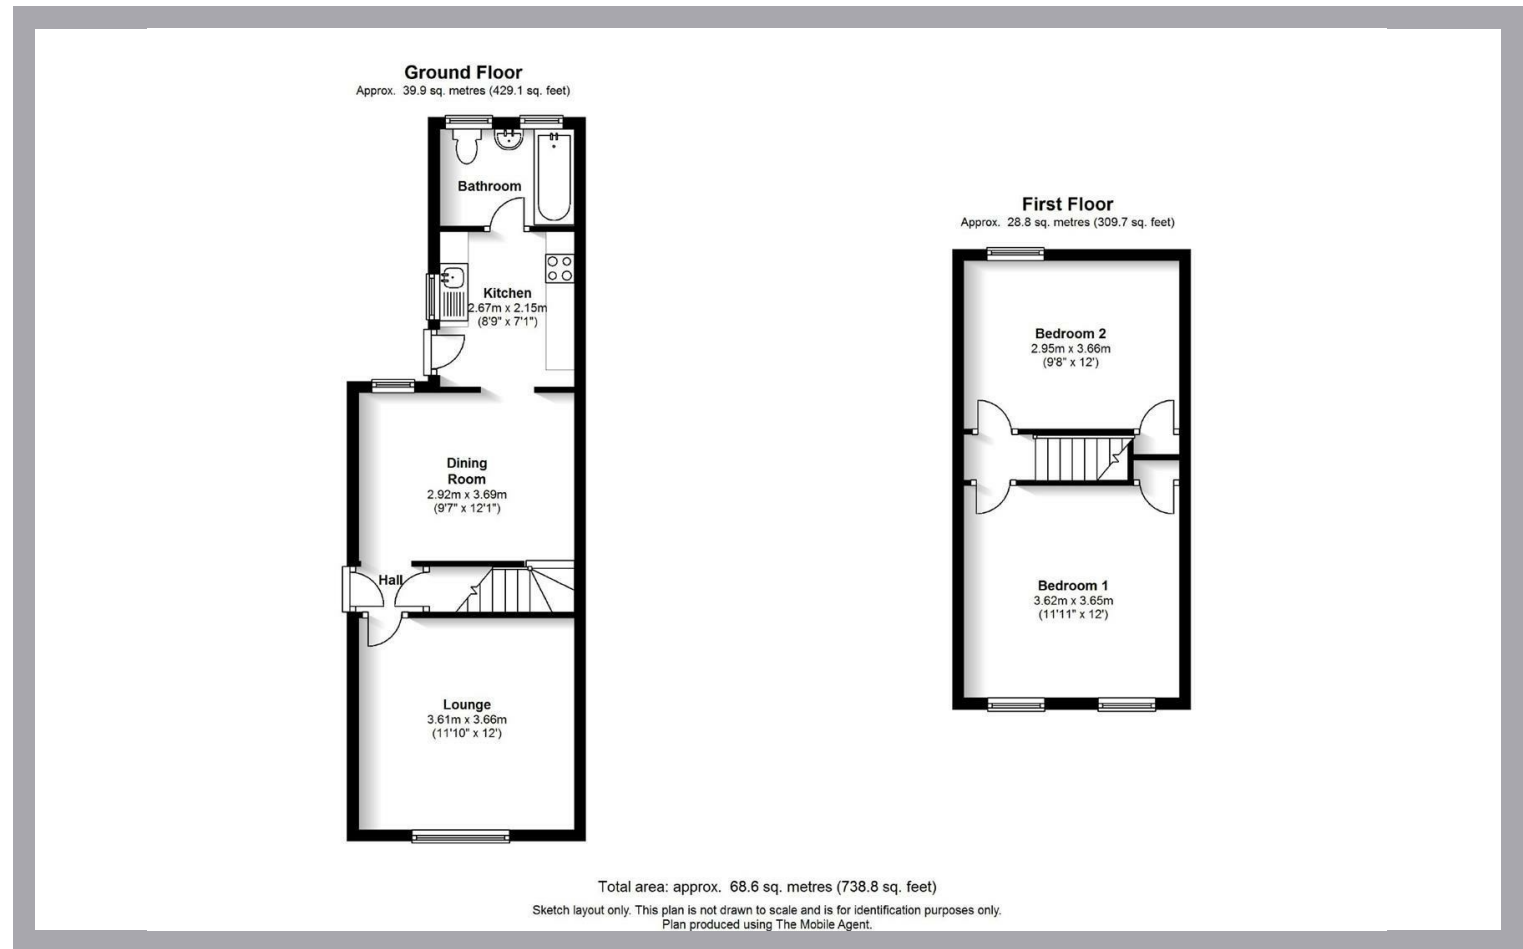 Ground Floor
Approx. 39.9 sq. metres (429.1 sq. feet)
Bathroom
Kitchen
2.67m x 2.15m
(8'9" x 7'1")
Dining
Room
2.92m x 3.69m
(9'7" x 12'1")
Hall
Lounge
3.61m x 3.66m
(11'10" x 12')
First Floor
Approx. 28.8 sq. metres (309.7 sq. feet)
Bedroom 2
2.95m x 3.66m
(9'8" x 12')
Bedroom 1
3.62m x 3.65m
(11'11" x 12')
Total area: approx. 68.6 sq. metres (738.8 sq. feet)
Sketch layout only. This plan is not drawn to scale and is for identification purposes only.
Plan produced using The Mobile Agent.